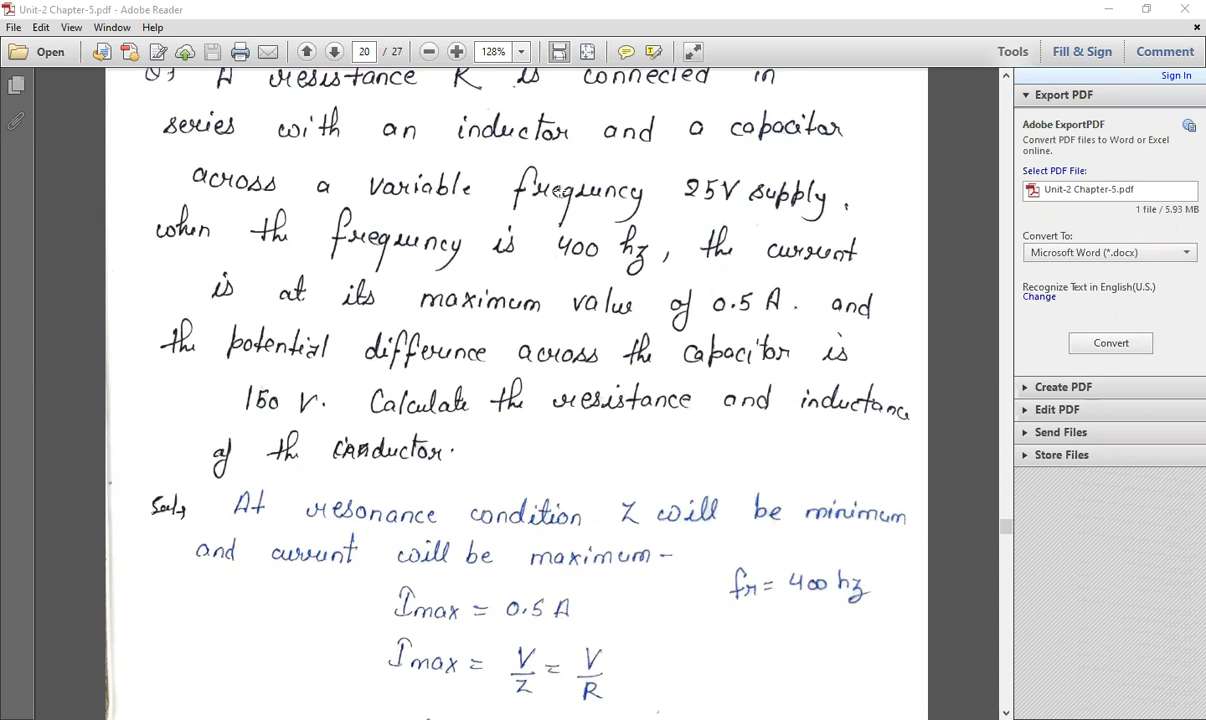 Unit-2 Chapter-5.pdf - Adobe Reader
File Edit View Window Help
Open 20 / 27 128% Tools Fill & Sign Comment
Sign In
Export PDF
Adobe ExportPDF
Convert PDF files to Word or Excel
online.
Select PDF File:
Unit-2 Chapter-5.pdf
1 file / 5.93 MB
Convert To:
Microsoft Word (*.docx)
Recognize Text in English(U.S.)
Change
Convert
Create PDF
Edit PDF
Send Files
Store Files
A resistance R is connected in
series with an inductor and a capacitor
across a variable frequency 25V supply.
when the frequency is 400 hz, the current
is at its maximum value of 0.5 A. and
the potential difference across the capacitor is
150 V. Calculate the resistance and inductance
of the
Sol, At resonance condition Z will be minimum
and current will be maximum-
fr = 400 hz
Imax = 0.5 A
Imax = V/Z = V/R